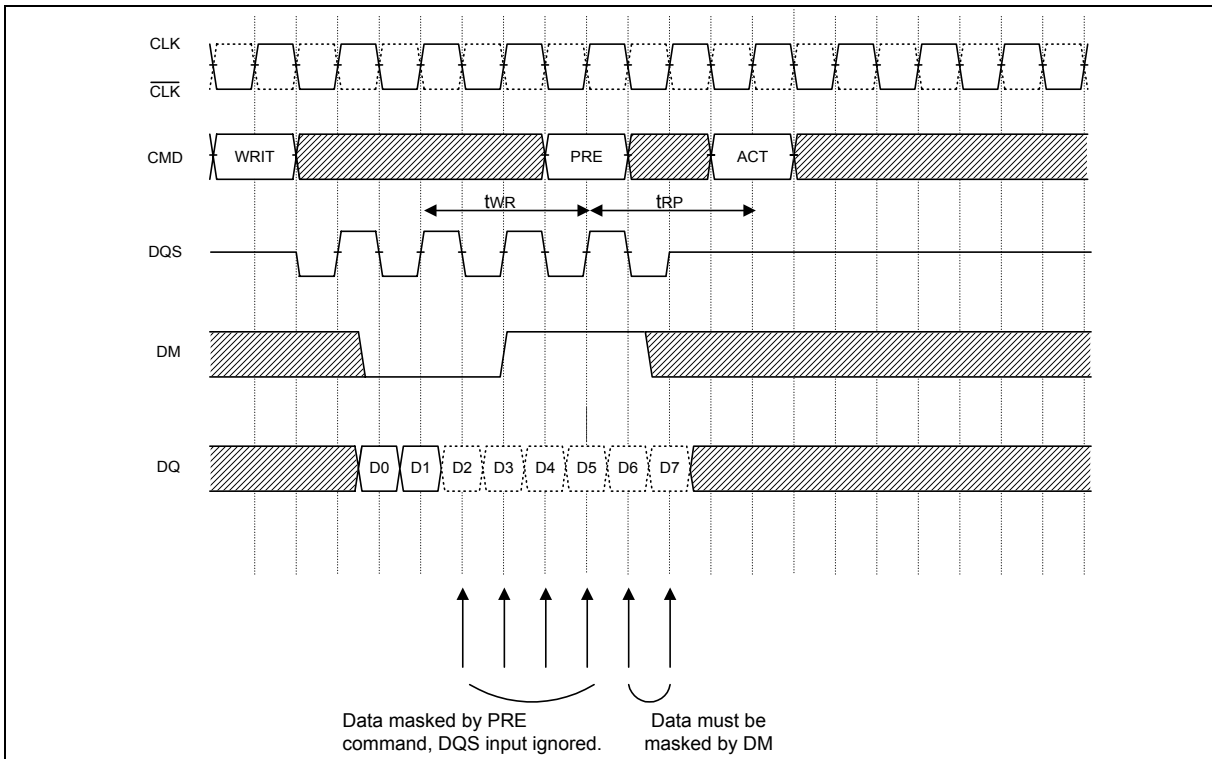 CLK
CLK
CMD WRIT PRE ACT
tWR tRP
DQS
DM
DQ D0 D1 D2 D3 D4 D5 D6 D7
Data masked by PRE
command, DQS input ignored.
Data must be
masked by DM